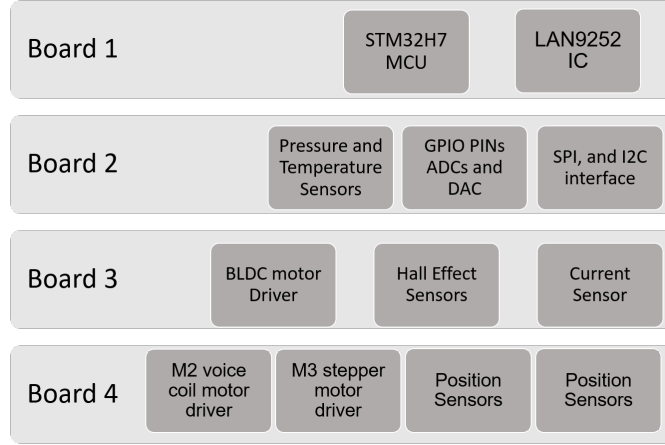 Board 1
STM32H7
MCU
LAN9252
IC
Board 2
Pressure and
Temperature
Sensors
GPIO PINs
ADCs and
DAC
SPI, and I2C
interface
Board 3
BLDC motor
Driver
Hall Effect
Sensors
Current
Sensor
Board 4
M2 voice
coil motor
driver
M3 stepper
motor
driver
Position
Sensors
Position
Sensors